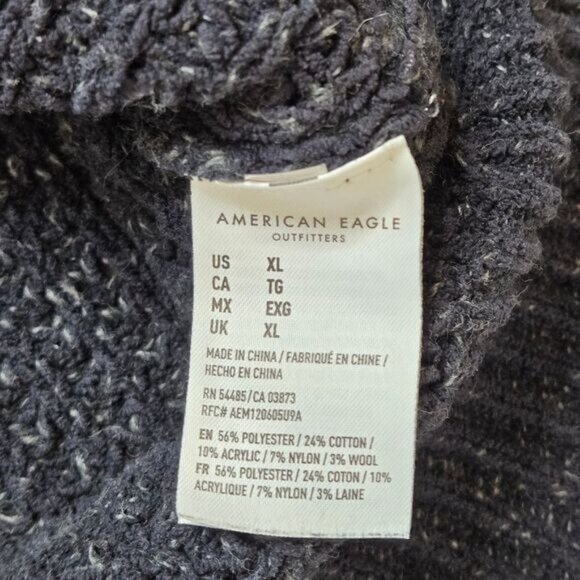 AMERICAN EAGLE
OUTFITTERS
US XL
CA TG
MX EXG
UK XL
MADE IN CHINA / FABRIQUÉ EN CHINE /
HECHO EN CHINA
RN 54485/CA 03873
RFC# AEM120605U9A
EN 56% POLYESTER / 24% COTTON /
10% ACRYLIC / 7% NYLON / 3% WOOL
FR 56% POLYESTER / 24% COTON / 10%
ACRYLIQUE / 7% NYLON / 3% LAINE